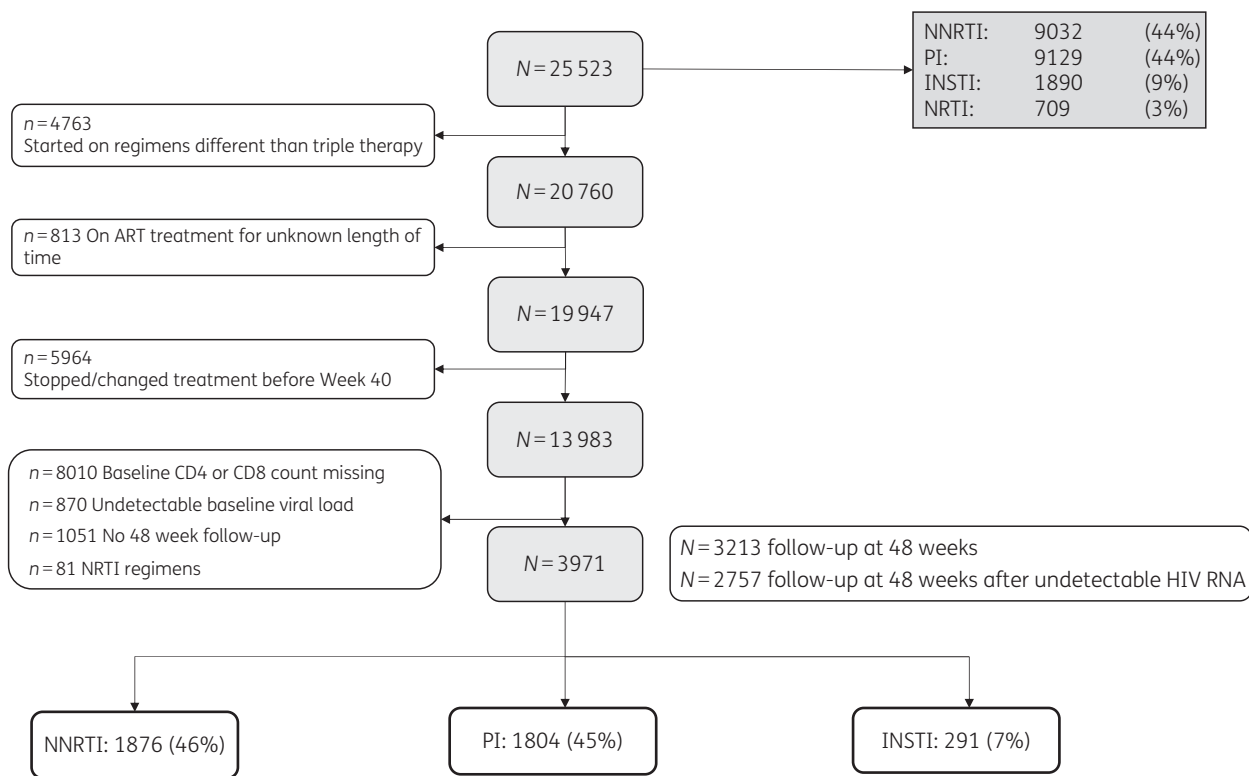 N=25 523
NNRTI: 9032 (44%)
PI: 9129 (44%)
INSTI: 1890 (9%)
NRTI: 709 (3%)
n=4763
Started on regimens different than triple therapy
N=20 760
n=813 On ART treatment for unknown length of
time
N=19 947
n=5964
Stopped/changed treatment before Week 40
N=13 983
n=8010 Baseline CD4 or CD8 count missing
n=870 Undetectable baseline viral load
n=1051 No 48 week follow-up
n=81 NRTI regimens
N=3971
N=3213 follow-up at 48 weeks
N=2757 follow-up at 48 weeks after undetectable HIV RNA
NNRTI: 1876 (46%)
PI: 1804 (45%)
INSTI: 291 (7%)